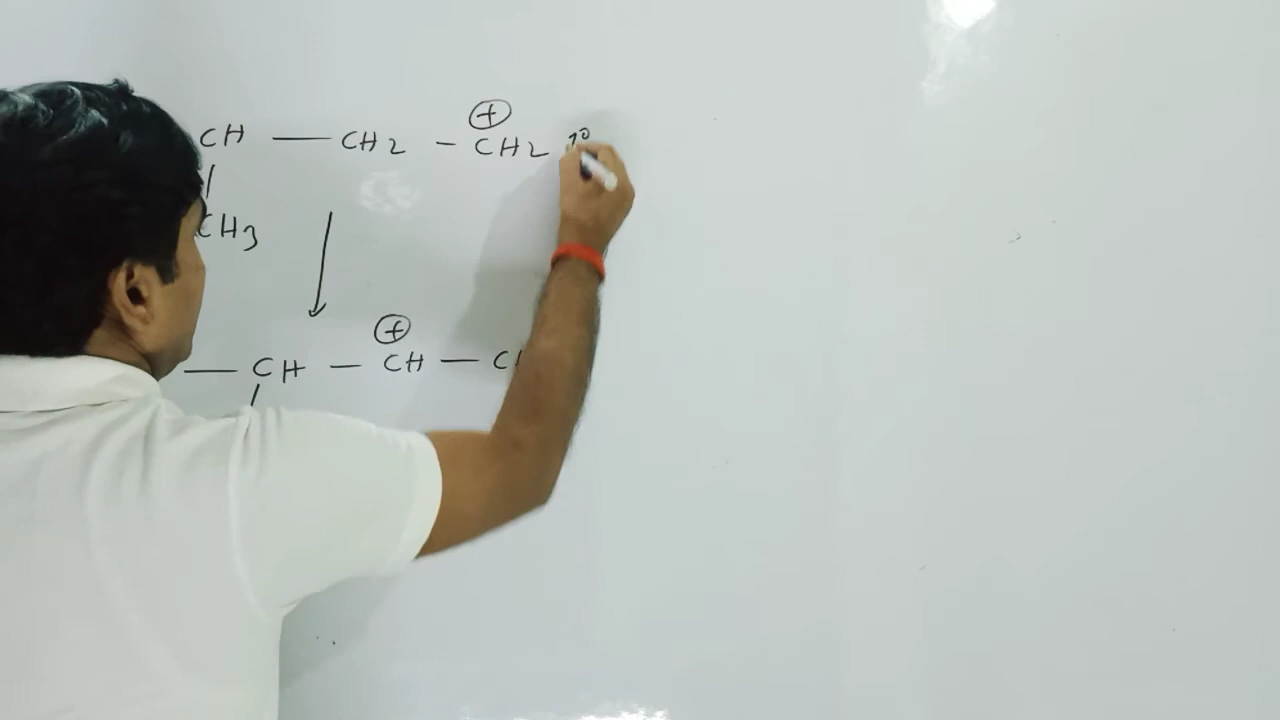 CH — CH2 - CH2 1°
CH3
— CH — CH —